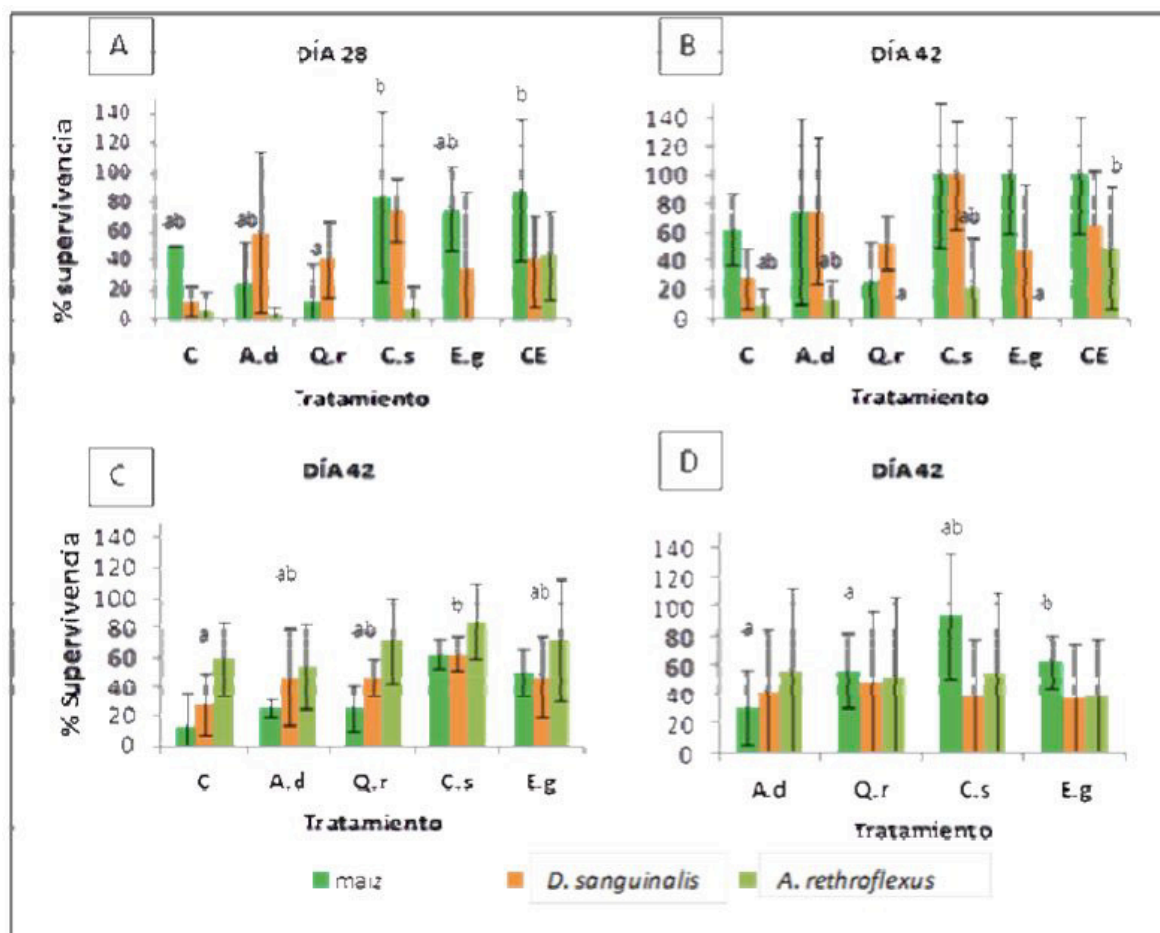 A
DÍA 28
% supervivencia
140
120
100
80
60
40
20
0
ab
ab
a
b
ab
b
C A.d Q.r C.s E.g CE
Tratamiento
B
DÍA 42
140
120
100
80
60
40
20
0
ab
ab
a
ab
a
b
C A.d Q.r C.s E.g CE
Tratamiento
C
DÍA 42
% Supervivencia
140
120
100
80
60
40
20
0
a
ab
ab
b
ab
C A.d Q.r C.s E.g
Tratamiento
D
DÍA 42
140
120
100
80
60
40
20
0
a
a
ab
b
A.d Q.r C.s E.g
Tratamiento
maiz D. sanguinalis A. rethroflexus